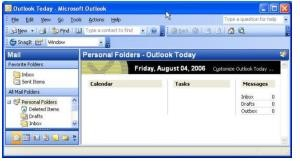 Outlook Today - Microsoft Outlook
File Edit View Go Tools Actions Help
Type a question for help
New Find Type a contact to find Back
SnagIt Window
Mail
Personal Folders - Outlook Today
Favorite Folders
Inbox
Sent Items
All Mail Folders
Personal Folders
Deleted Items
Drafts
Inbox
Friday, August 04, 2006 Customize Outlook Today ...
Calendar Tasks Messages
Inbox 0
Drafts 0
Outbox 0